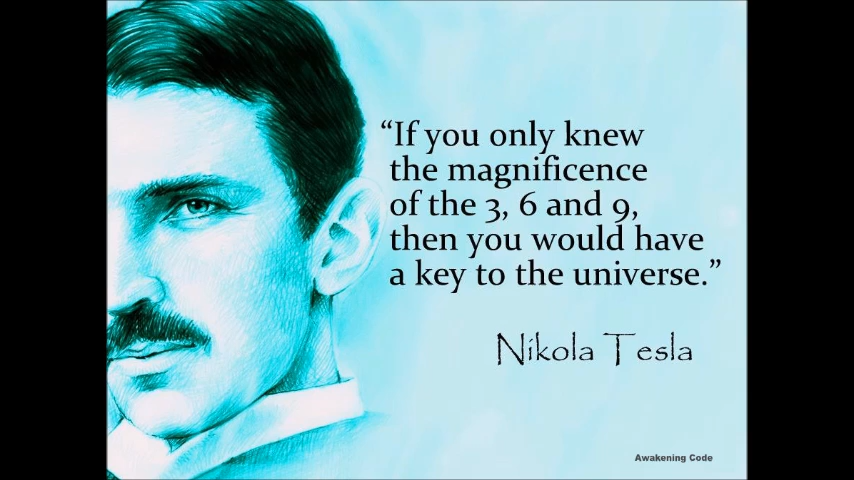 “If you only knew
the magnificence
of the 3, 6 and 9,
then you would have
a key to the universe.”
Nikola Tesla
Awakening Code